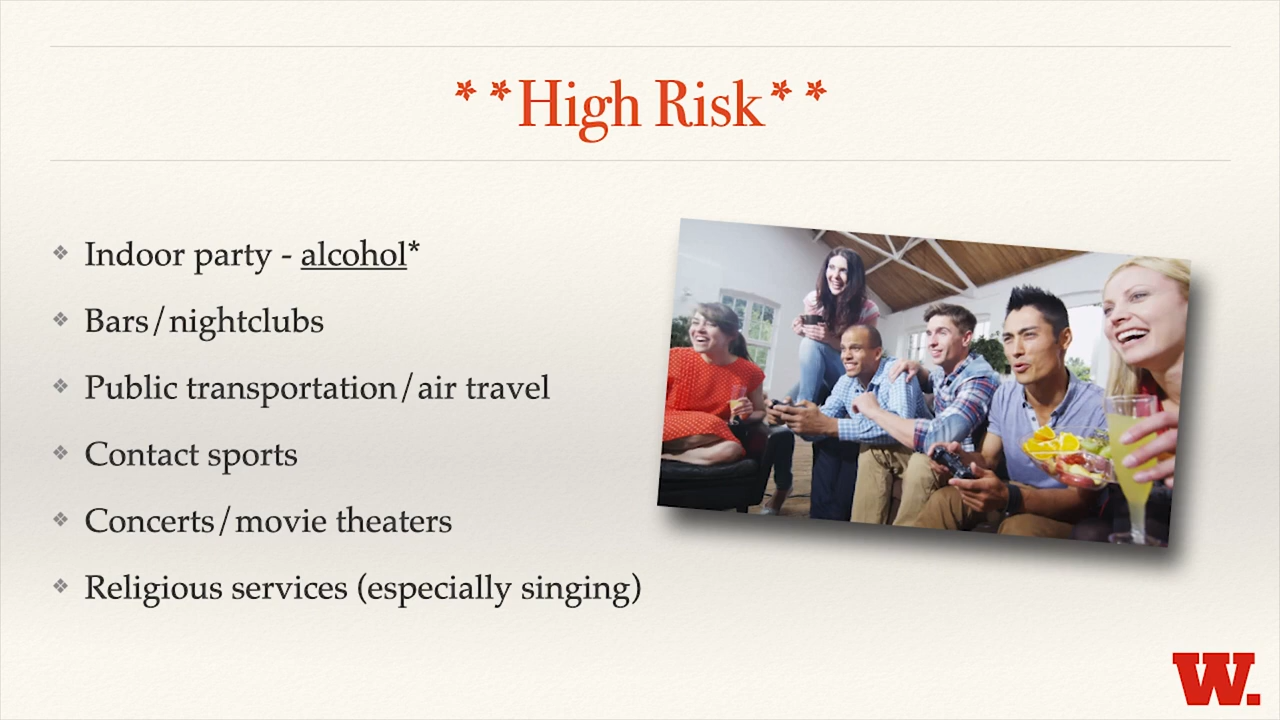 **High Risk**
Indoor party - alcohol*
Bars/nightclubs
Public transportation/air travel
Contact sports
Concerts/movie theaters
Religious services (especially singing)
W.